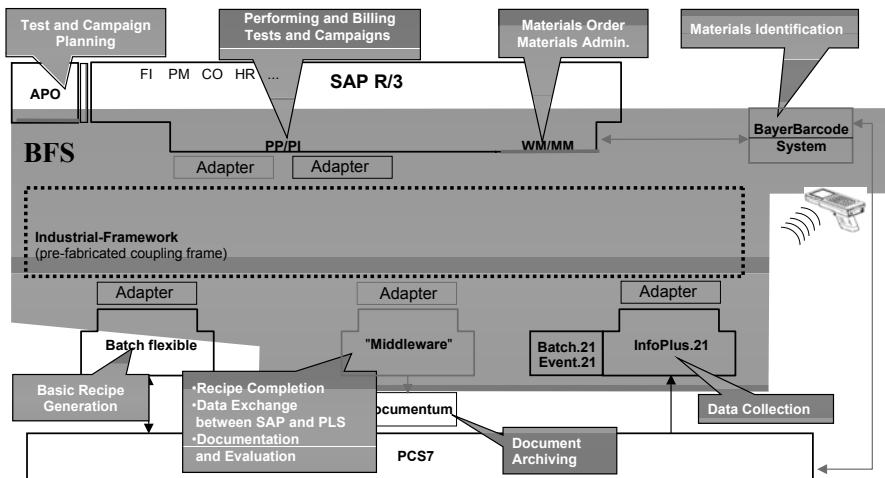 Test and Campaign
Planning
Performing and Billing
Tests and Campaigns
Materials Order
Materials Admin.
Materials Identification
APO
FI PM CO HR ...
SAP R/3
BFS
PP/PI
WM/MM
BayerBarcode
System
Adapter
Adapter
Industrial-Framework
(pre-fabricated coupling frame)
Adapter
Adapter
Adapter
Batch flexible
"Middleware"
Batch.21
Event.21
InfoPlus.21
Basic Recipe
Generation
•Recipe Completion
•Data Exchange
between SAP and PLS
•Documentation
and Evaluation
ocumentum
Data Collection
Document
Archiving
PCS7